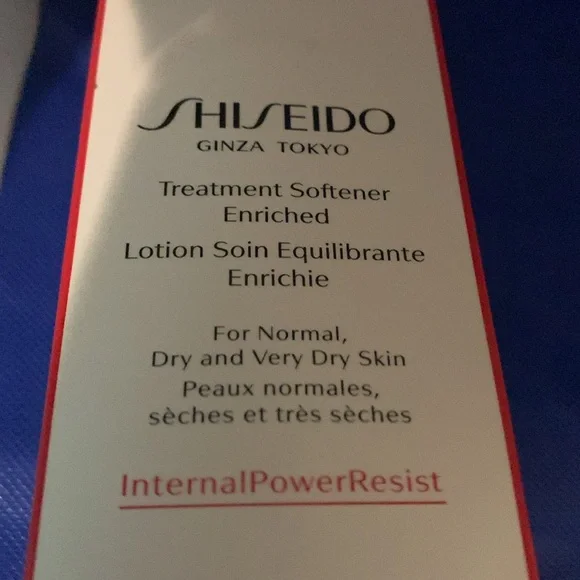 SHISEIDO
GINZA TOKYO
Treatment Softener
Enriched
Lotion Soin Equilibrante
Enrichie
For Normal,
Dry and Very Dry Skin
Peaux normales,
sèches et très sèches
InternalPowerResist